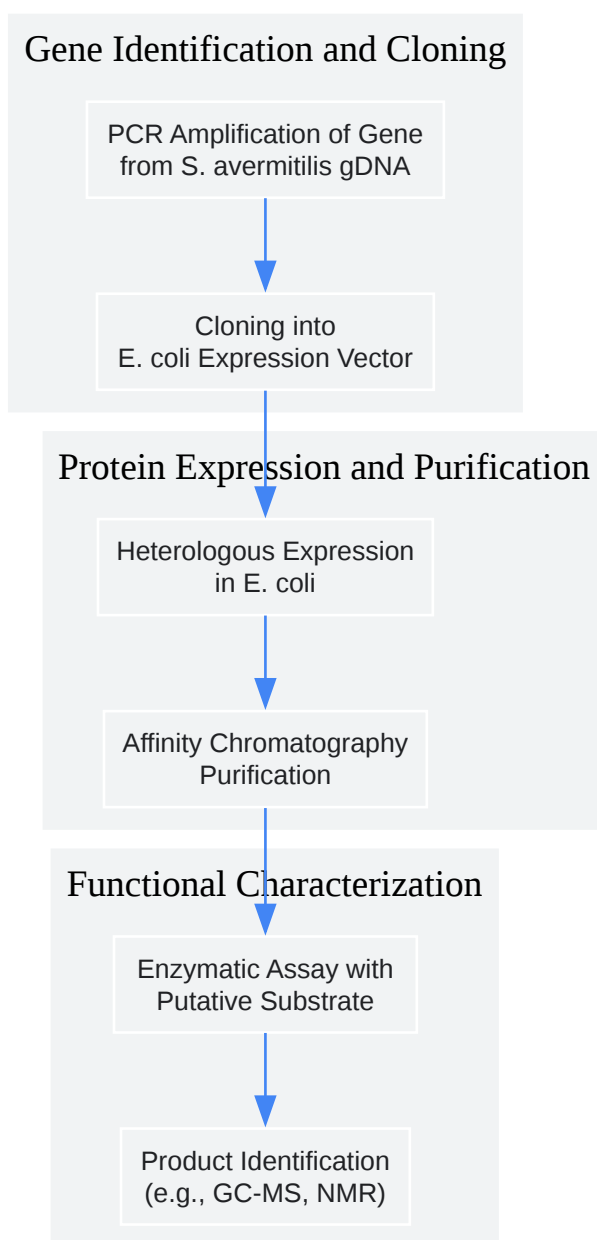 Gene Identification and Cloning
PCR Amplification of Gene
from S. avermitilis gDNA
Cloning into
E. coli Expression Vector
Protein Expression and Purification
Heterologous Expression
in E. coli
Affinity Chromatography
Purification
Functional Characterization
Enzymatic Assay with
Putative Substrate
Product Identification
(e.g., GC-MS, NMR)